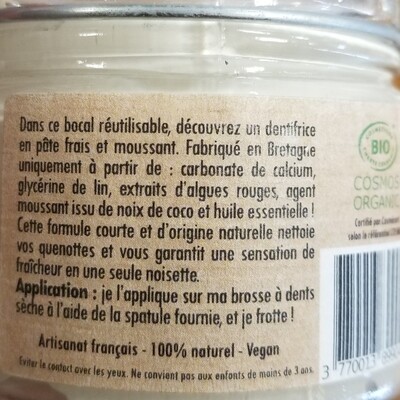 Dans ce bocal réutilisable, découvrez un dentifrice
en pâte frais et moussant. Fabriqué en Bretagne
uniquement à partir de : carbonate de calcium,
glycérine de lin, extraits d'algues rouges, agent
moussant issu de noix de coco et huile essentielle !
Cette formule courte et d'origine naturelle nettoie
vos quenottes et vous garantit une sensation de
fraîcheur en une seule noisette.
Application : je l'applique sur ma brosse à dents
sèche à l'aide de la spatule fournie, et je frotte !
Artisanat français - 100% naturel - Vegan
Eviter le contact avec les yeux. Ne convient pas aux enfants de moins de 3 ans.
BIO
COSMOS
ORGANIC
Certifié par
selon le
3 770013